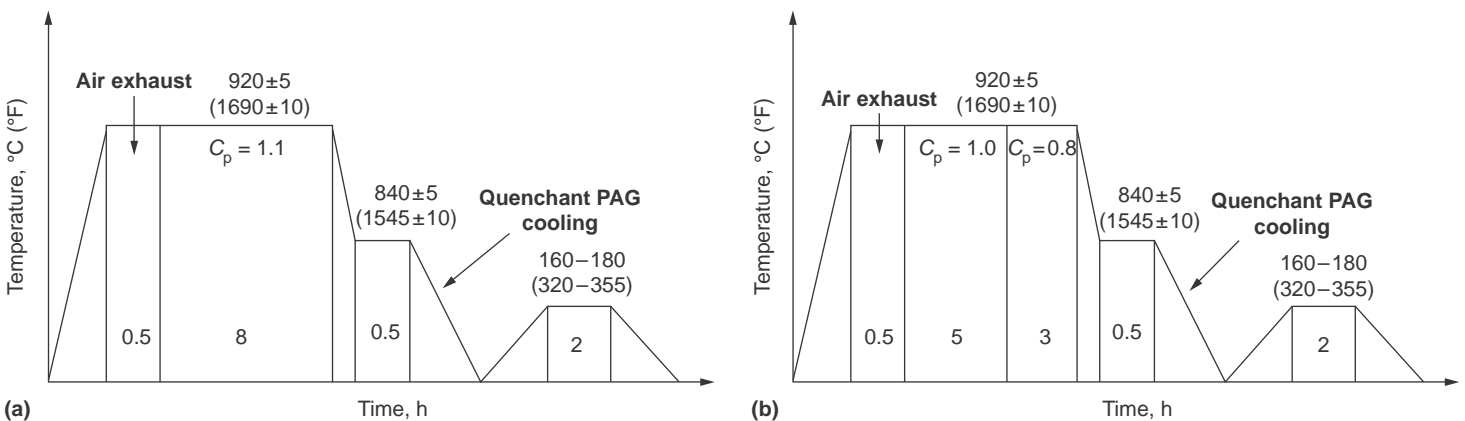 Temperature, °C (°F)
Air exhaust
920±5
(1690±10)
Cp = 1.1
840±5
(1545±10)
Quenchant PAG
cooling
160–180
(320–355)
0.5
8
0.5
2
(a)
Time, h
Temperature, °C (°F)
Air exhaust
920±5
(1690±10)
Cp = 1.0
Cp=0.8
840±5
(1545±10)
Quenchant PAG
cooling
160–180
(320–355)
0.5
5
3
0.5
2
(b)
Time, h